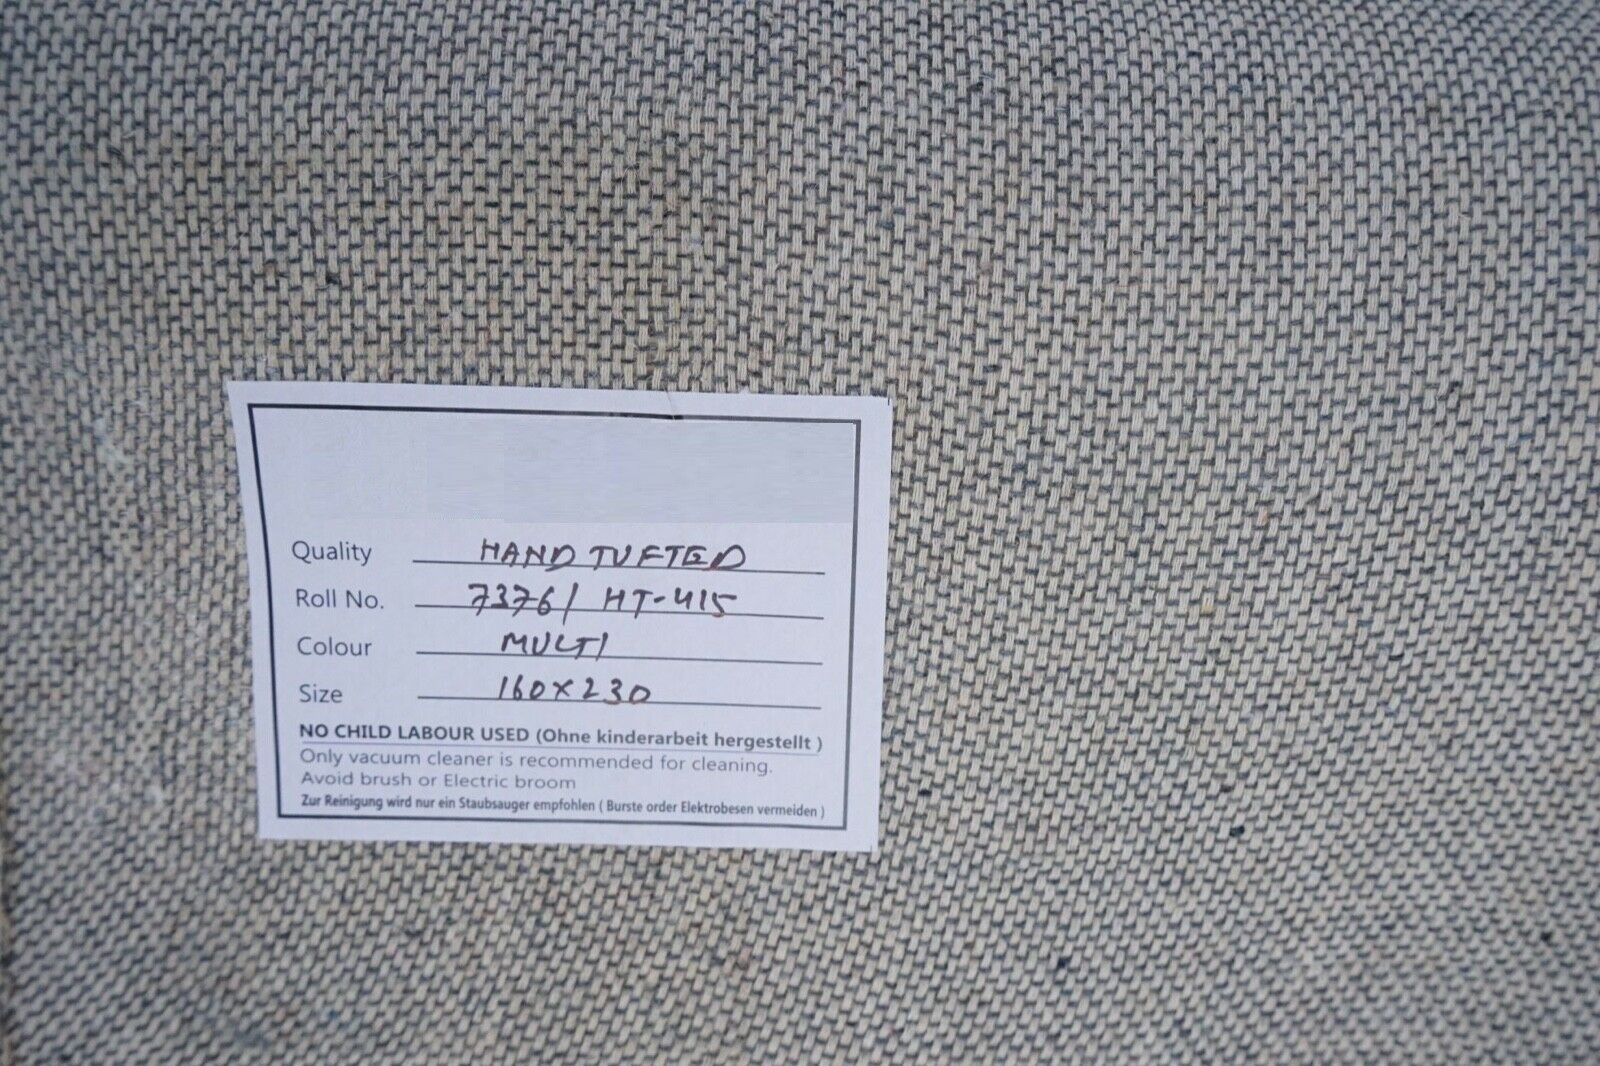 Quality HAND TUFTED
Roll No. 7376/ HT-415
Colour MULTI
Size 160X230
NO CHILD LABOUR USED (Ohne kinderarbeit hergestellt )
Only vacuum cleaner is recommended for cleaning.
Avoid brush or Electric broom
Zur Reinigung wird nur ein Staubsauger empfohlen ( Burste order Elektrobesen vermeiden )